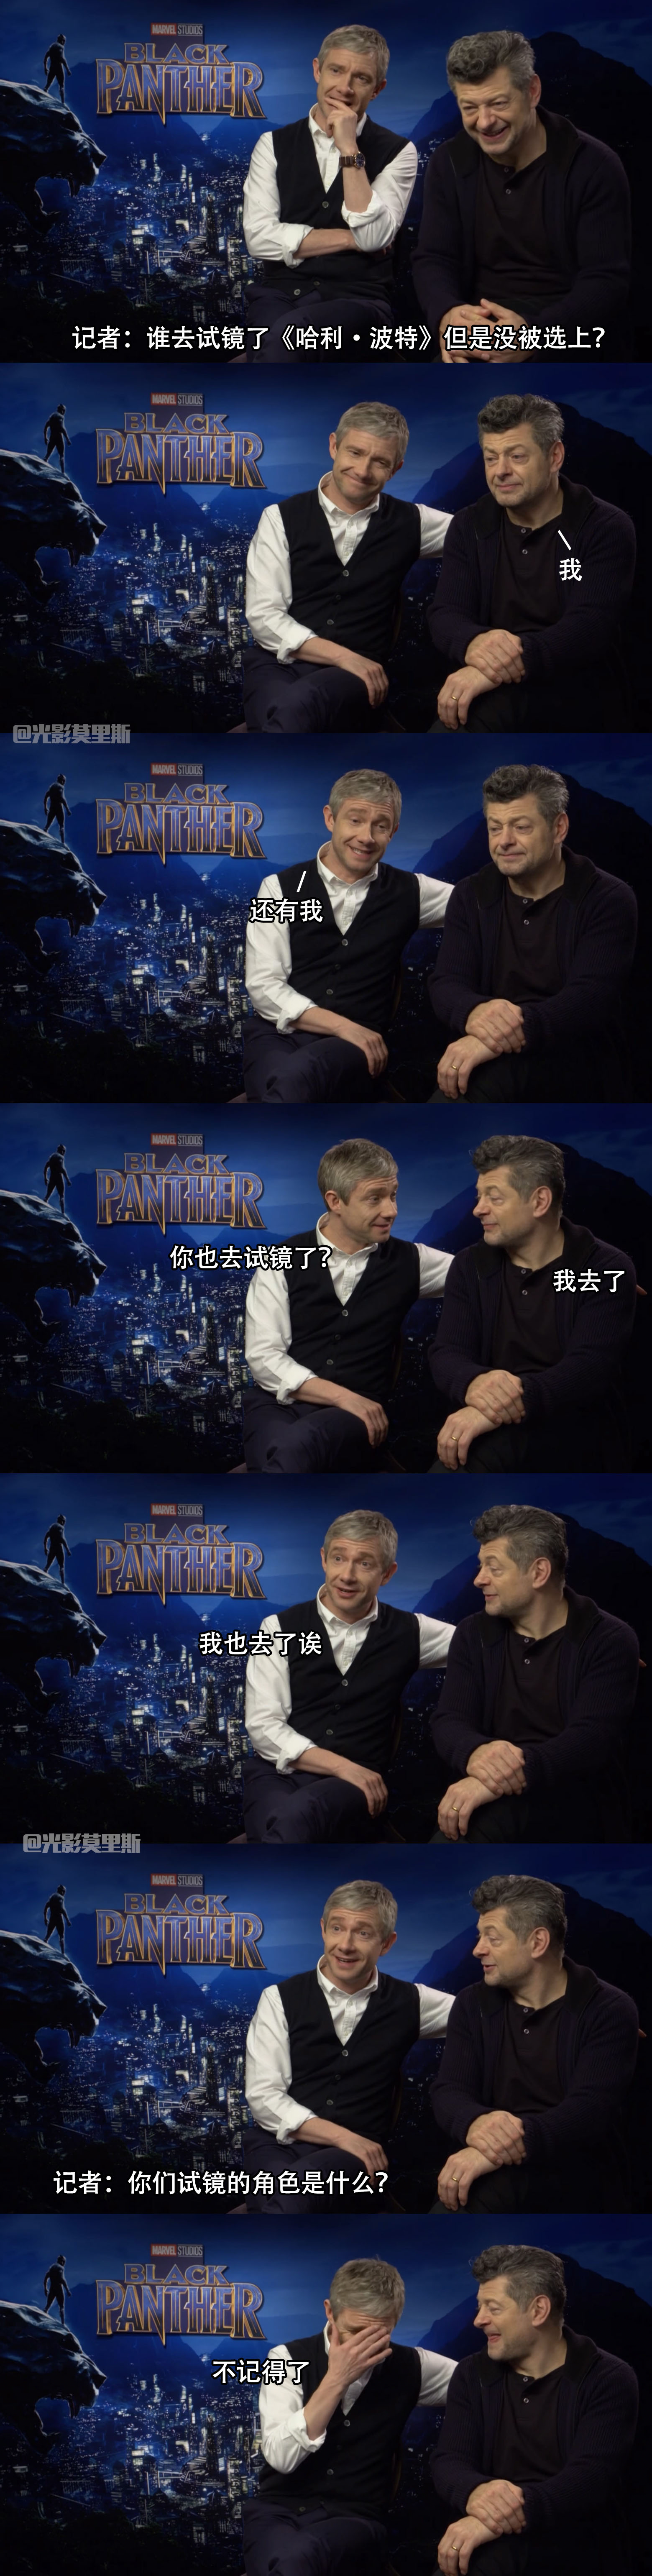 MARVEL STUDIOS
BLACK
PANTHER
记者：谁去试镜了《哈利·波特》但是没被选上？
MARVEL STUDIOS
BLACK
PANTHER
我
@光影莫里斯
MARVEL STUDIOS
BLACK
PANTHER
还有我
MARVEL STUDIOS
BLACK
PANTHER
你也去试镜了？
我去了
MARVEL STUDIOS
BLACK
PANTHER
我也去了诶
@光影莫里斯
MARVEL STUDIOS
BLACK
PANTHER
记者：你们试镜的角色是什么？
MARVEL STUDIOS
BLACK
PANTHER
不记得了